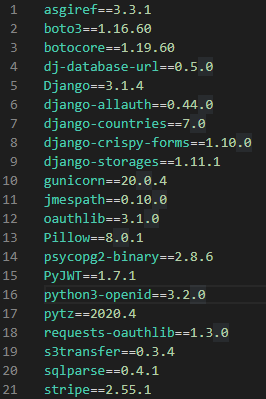 1 asgiref==3.3.1
2 boto3==1.16.60
3 botocore==1.19.60
4 dj-database-url==0.5.0
5 Django==3.1.4
6 django-allauth==0.44.0
7 django-countries==7.0
8 django-crispy-forms==1.10.0
9 django-storages==1.11.1
10 gunicorn==20.0.4
11 jmespath==0.10.0
12 oauthlib==3.1.0
13 Pillow==8.0.1
14 psycopg2-binary==2.8.6
15 PyJWT==1.7.1
16 python3-openid==3.2.0
17 pytz==2020.4
18 requests-oauthlib==1.3.0
19 s3transfer==0.3.4
20 sqlparse==0.4.1
21 stripe==2.55.1